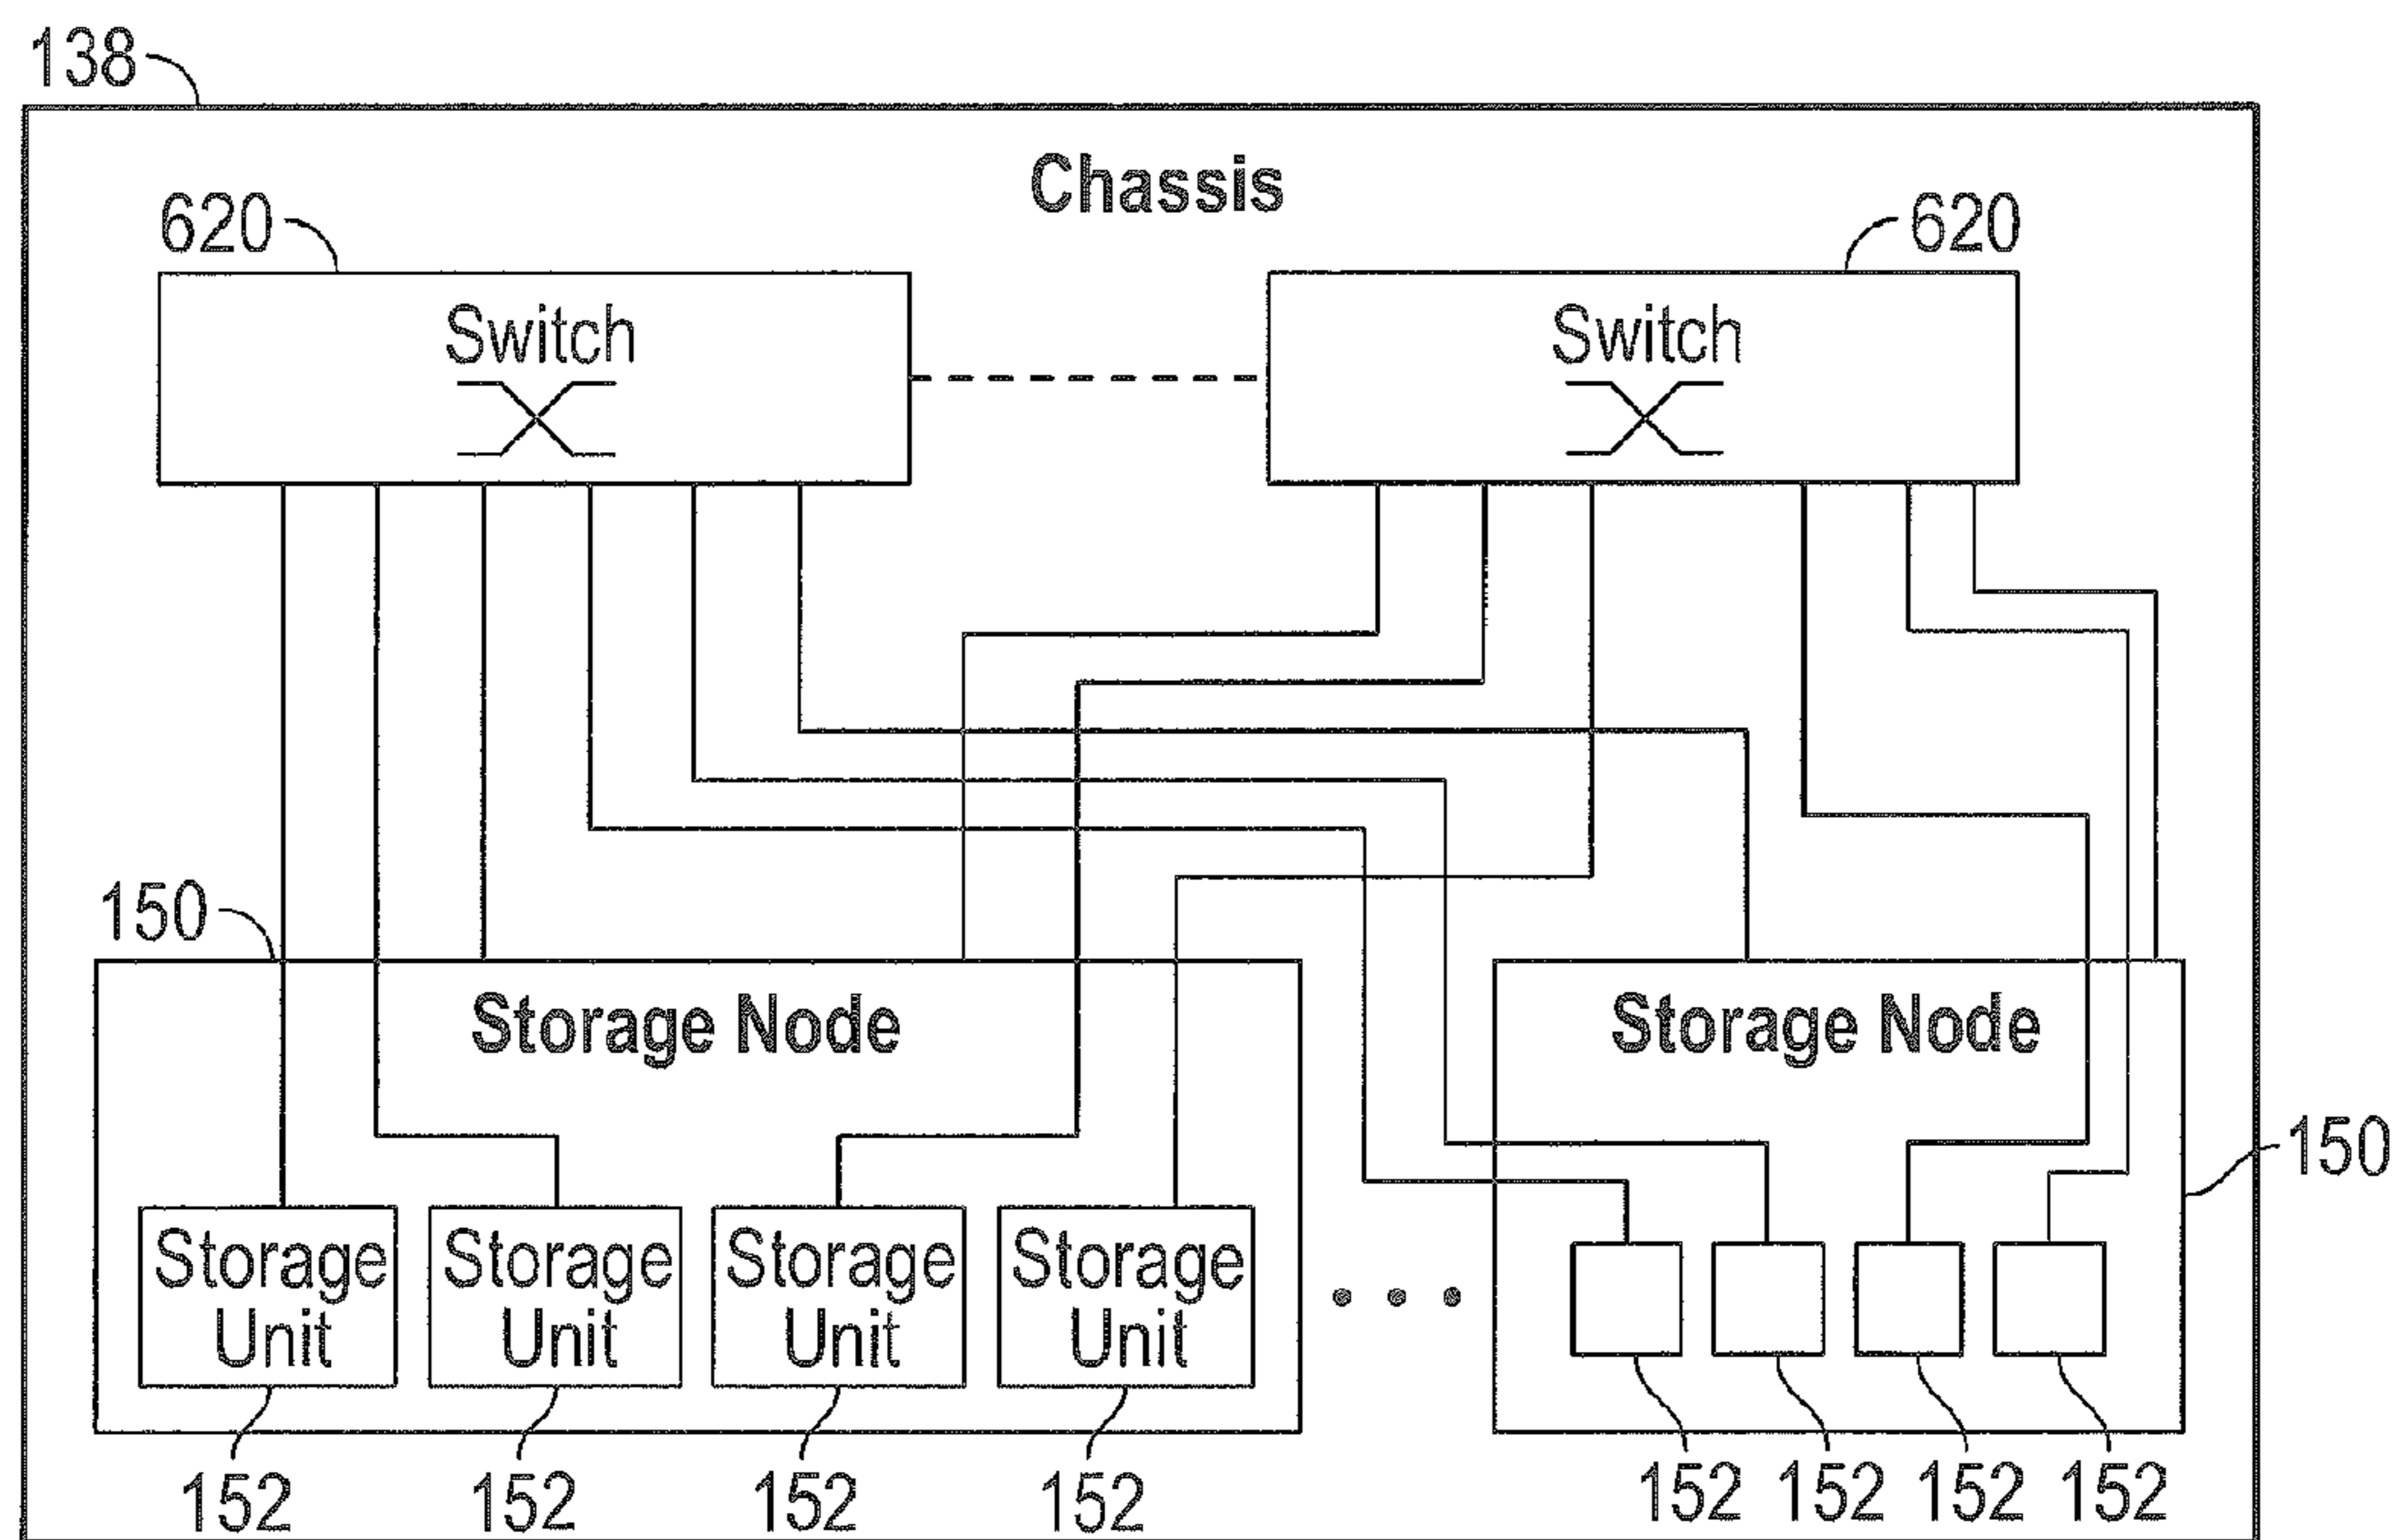 138
Chassis
620
620
Switch
Switch
150
Storage Node
Storage Node
150
Storage
Unit
Storage
Unit
Storage
Unit
Storage
Unit
152
152
152
152
152
152
152
152